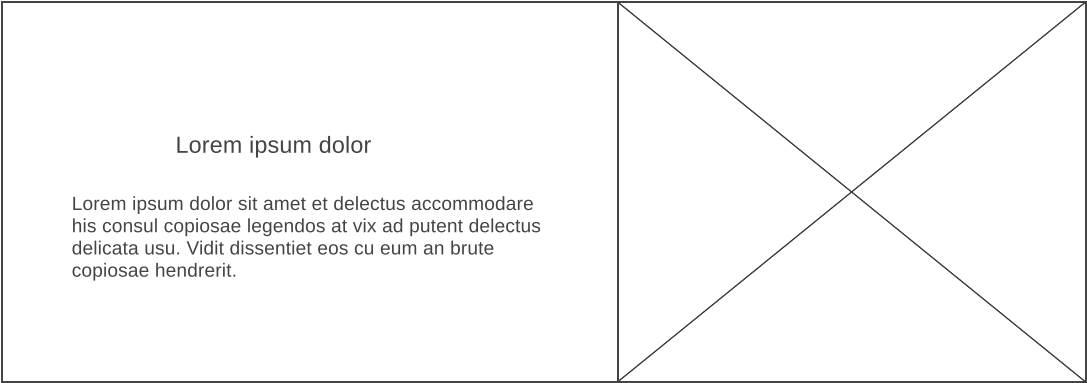 Lorem ipsum dolor
Lorem ipsum dolor sit amet et delectus accommodare
his consul copiosae legendos at vix ad putent delectus
delicata usu. Vidit dissentiet eos cu eum an brute
copiosae hendrerit.